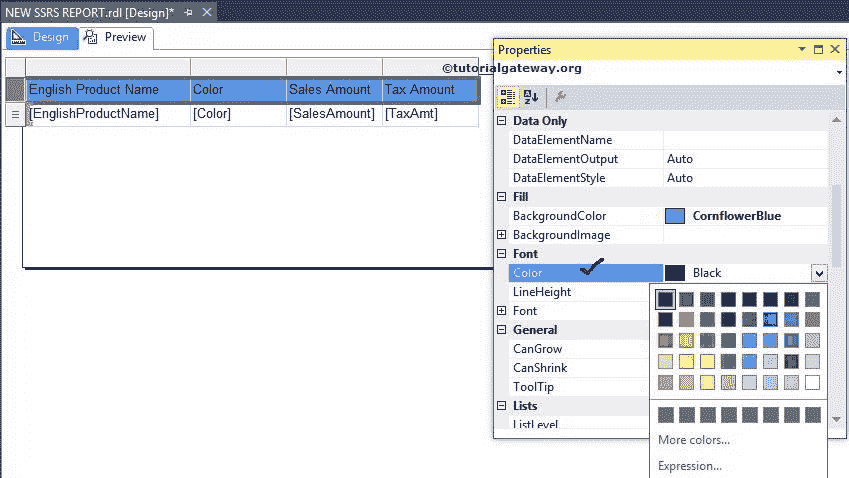 NEW SSRS REPORT.rdl [Design]*
Design Preview
Properties
©tutorialgateway.org
English Product Name Color Sales Amount Tax Amount
[EnglishProductName] [Color] [SalesAmount] [TaxAmt]
Data Only
DataElementName
DataElementOutput Auto
DataElementStyle Auto
Fill
BackgroundColor CornflowerBlue
BackgroundImage
Font
Color Black
LineHeight
Font
General
CanGrow
CanShrink
ToolTip
Lists
ListLevel
More colors...
Expression...